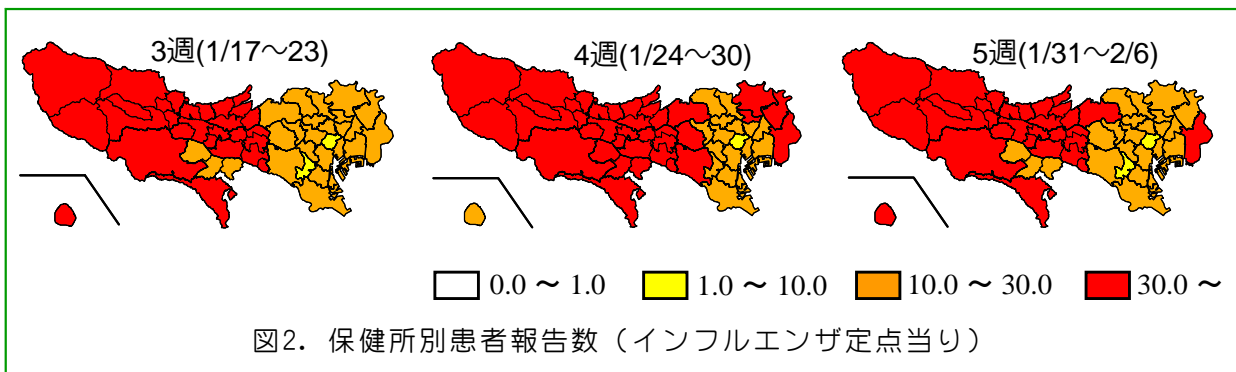 3週(1/17～23)
4週(1/24～30)
5週(1/31～2/6)
0.0 ～ 1.0
1.0 ～ 10.0
10.0 ～ 30.0
30.0 ～
図2. 保健所別患者報告数（インフルエンザ定点当り）